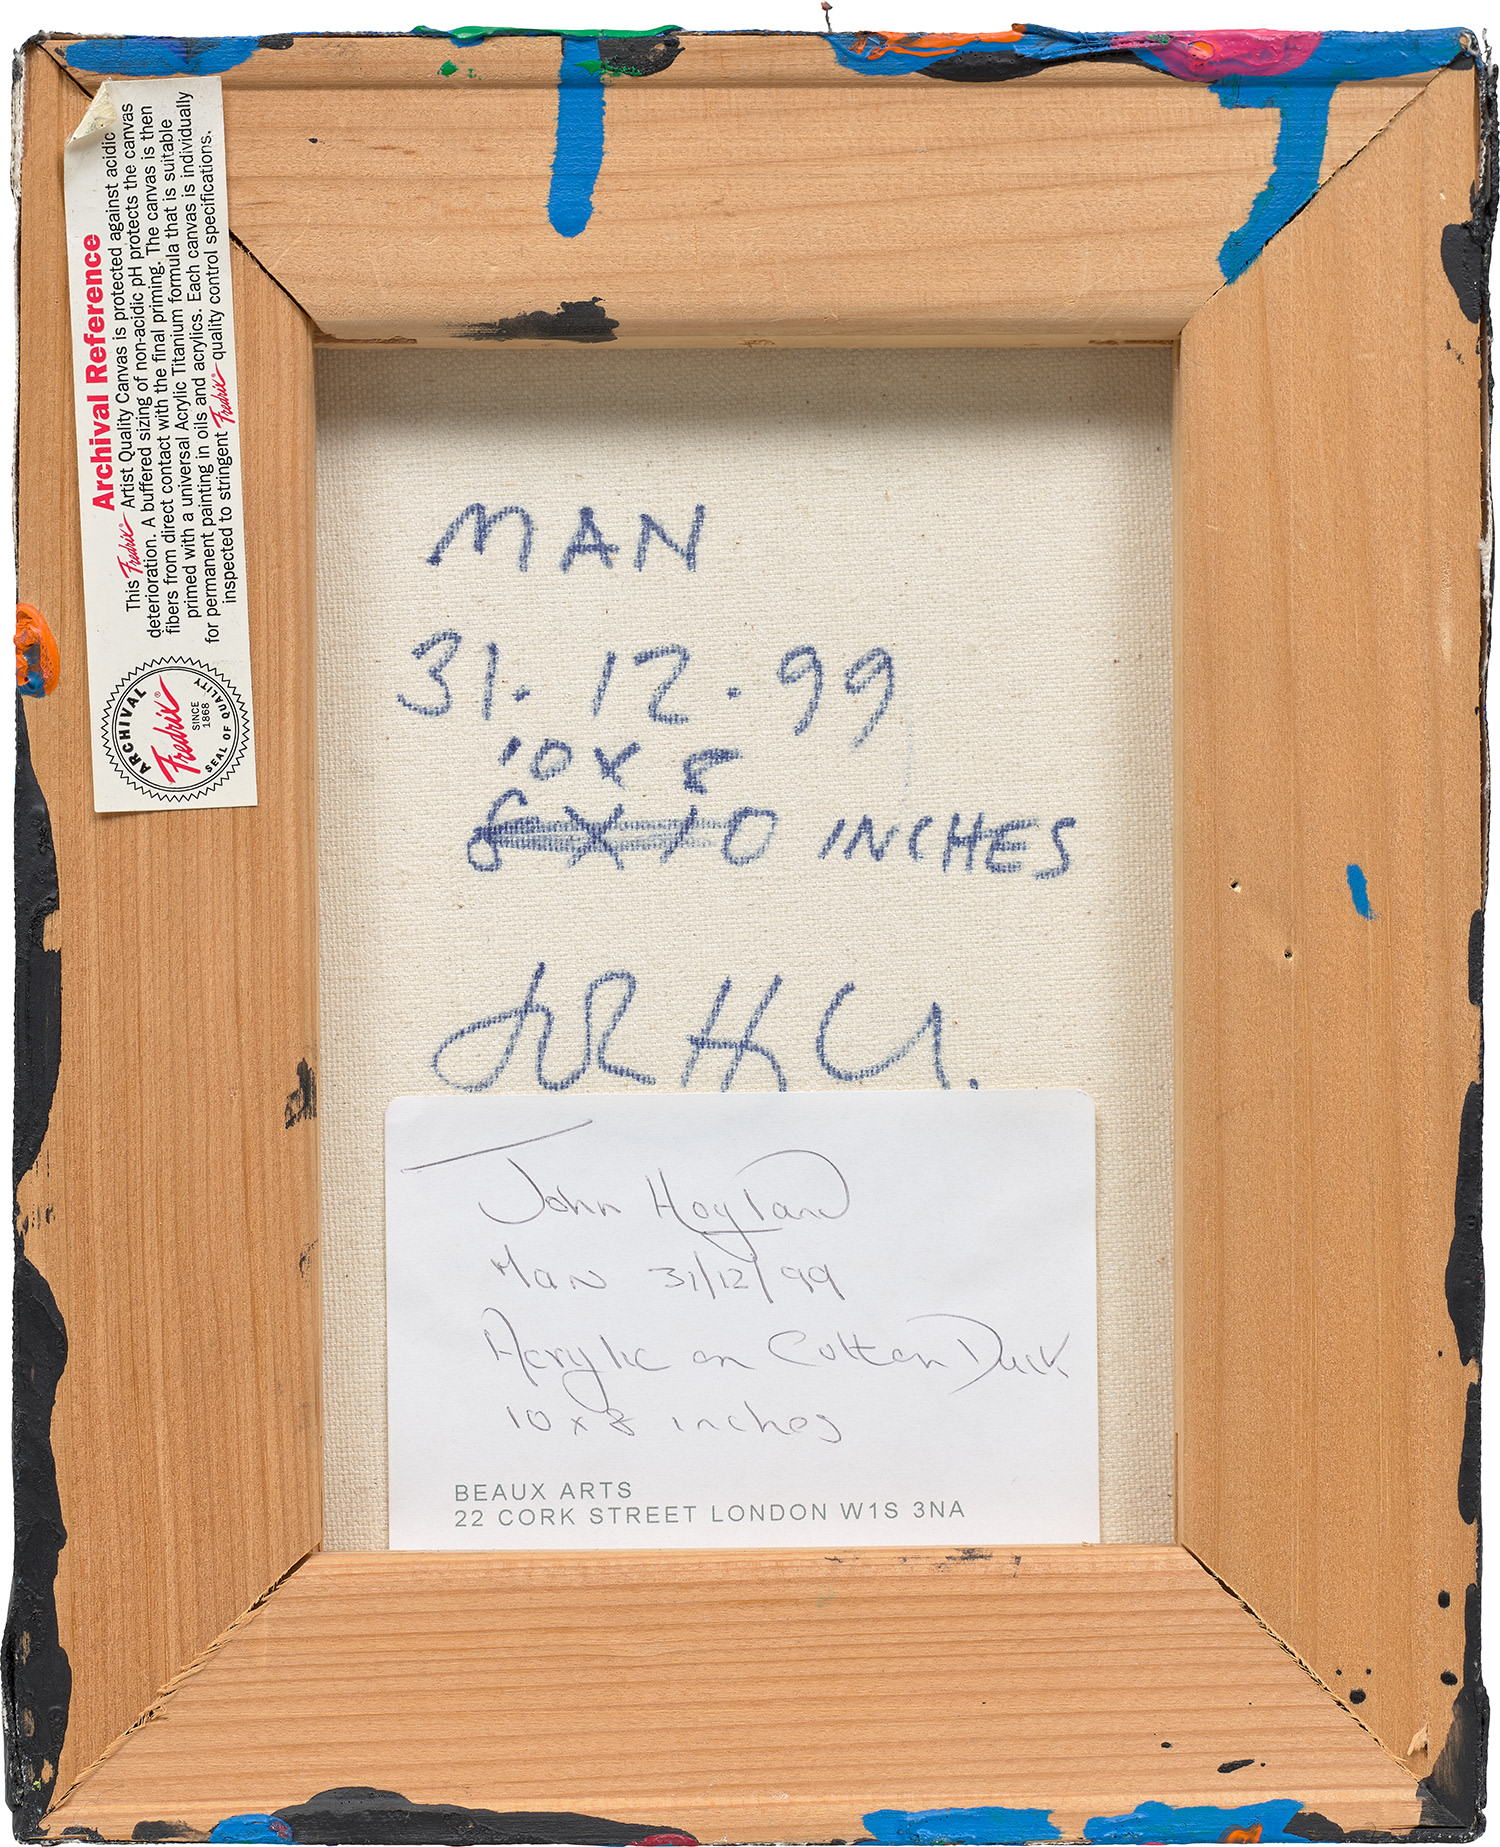 Archival Reference
This Fredrix® Artist Quality Canvas is protected against acidic
deterioration. A buffered sizing of non-acidic pH protects the canvas
fibers from direct contact with the final priming. The canvas is then
primed with a universal Acrylic Titanium formula that is suitable
for permanent painting in oils and acrylics. Each canvas is individually
inspected to stringent Fredrix® quality control specifications.
ARCHIVAL
Fredrix®
SINCE
1868
SEAL OF QUALITY
MAN
31.12.99
10 x 8
8 X 10 INCHES
John Hoyland
Man 31/12/99
Acrylic on Cotton Duck
10 x 8 inches
BEAUX ARTS
22 CORK STREET LONDON W1S 3NA